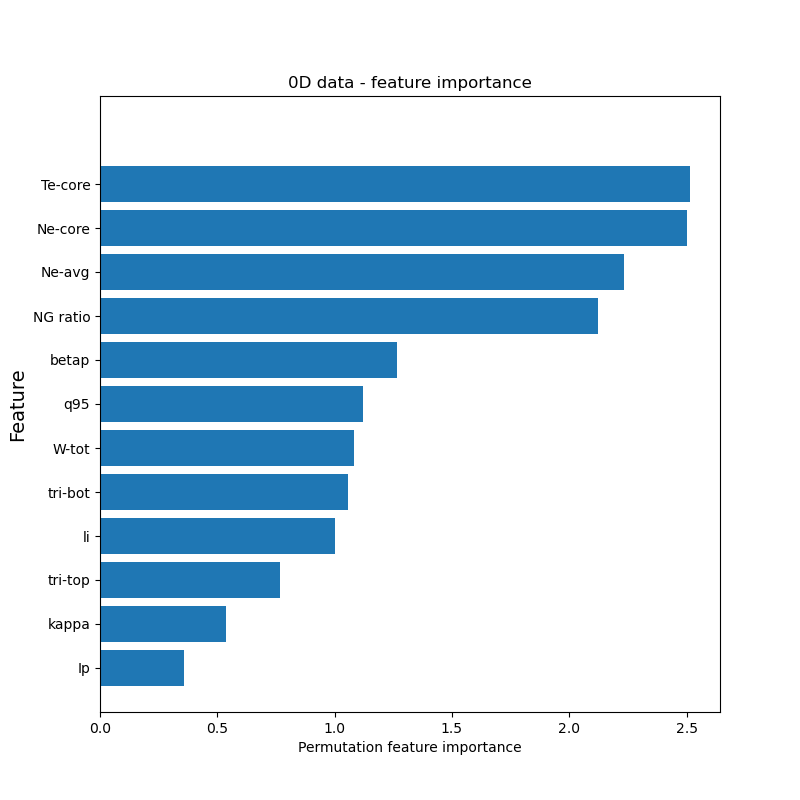 0D data - feature importance
Te-core
Ne-core
Ne-avg
NG ratio
betap
q95
W-tot
tri-bot
li
tri-top
kappa
Ip
Feature
0.0 0.5 1.0 1.5 2.0 2.5
Permutation feature importance